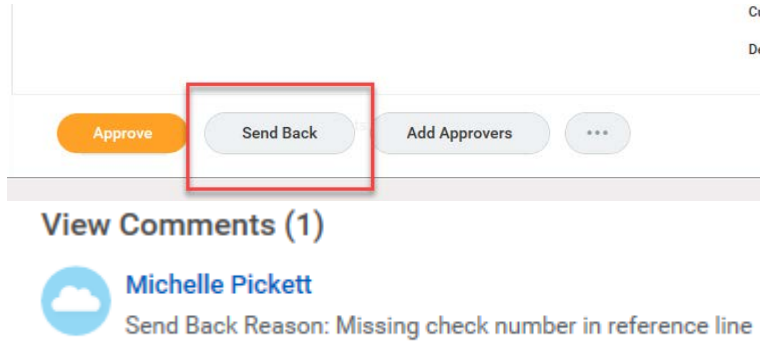 Approve Send Back Add Approvers
View Comments (1)
Michelle Pickett
Send Back Reason: Missing check number in reference line